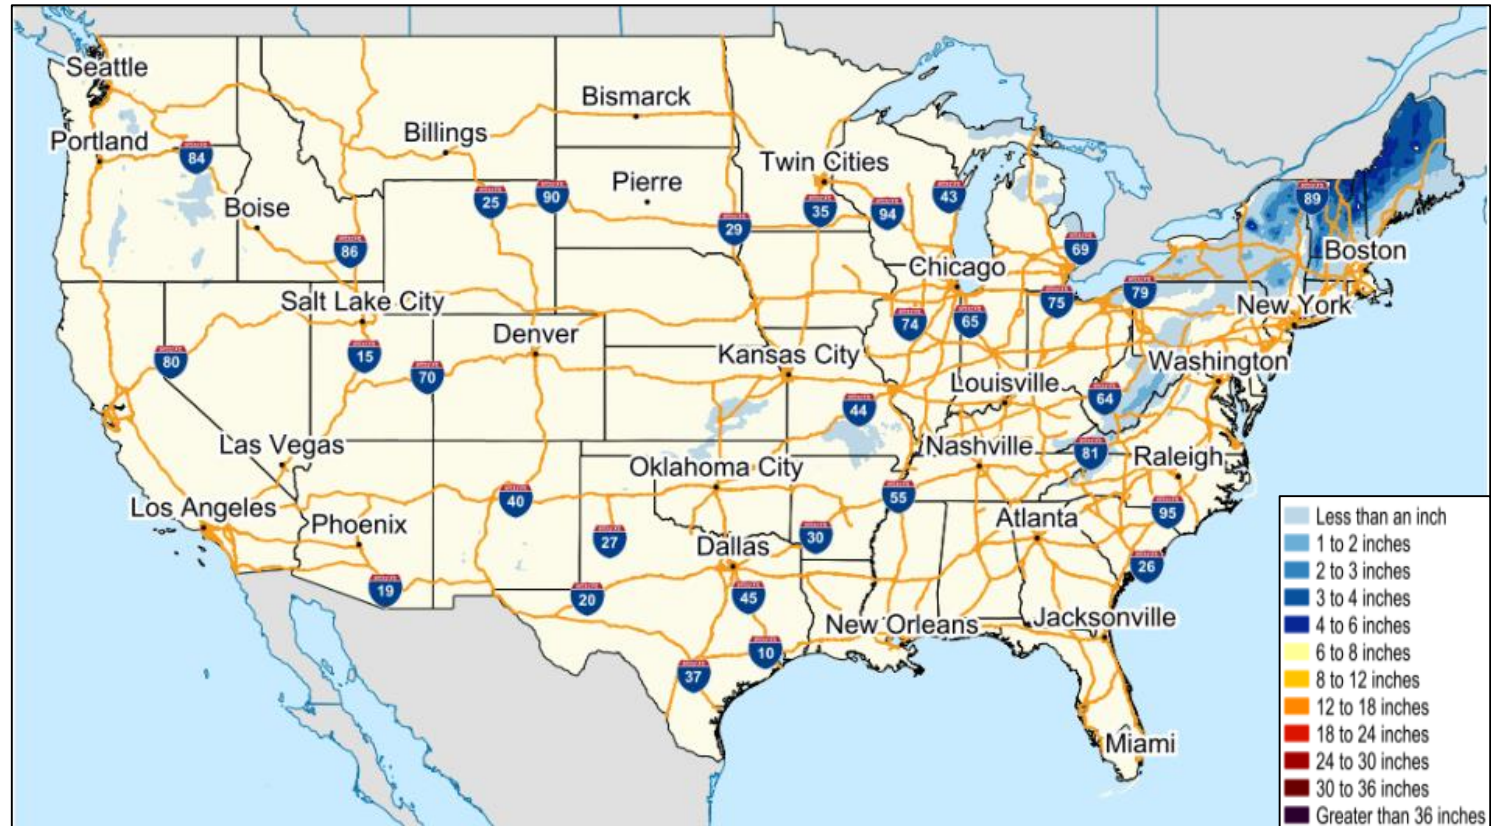 Seattle
Bismarck
Portland
Billings
84
Twin Cities
Pierre
90
25
43
89
Boise
35
94
29
86
69
Boston
Chicago
Salt Lake City
79
75
New York
74
65
Denver
80
15
Kansas City
Washington
70
Louisville
64
44
Las Vegas
Nashville
81
Raleigh
Oklahoma City
40
55
Los Angeles
Phoenix
Atlanta
95
27
30
Dallas
26
19
20
45
New Orleans
Jacksonville
10
37
Miami
Less than an inch
1 to 2 inches
2 to 3 inches
3 to 4 inches
4 to 6 inches
6 to 8 inches
8 to 12 inches
12 to 18 inches
18 to 24 inches
24 to 30 inches
30 to 36 inches
Greater than 36 inches